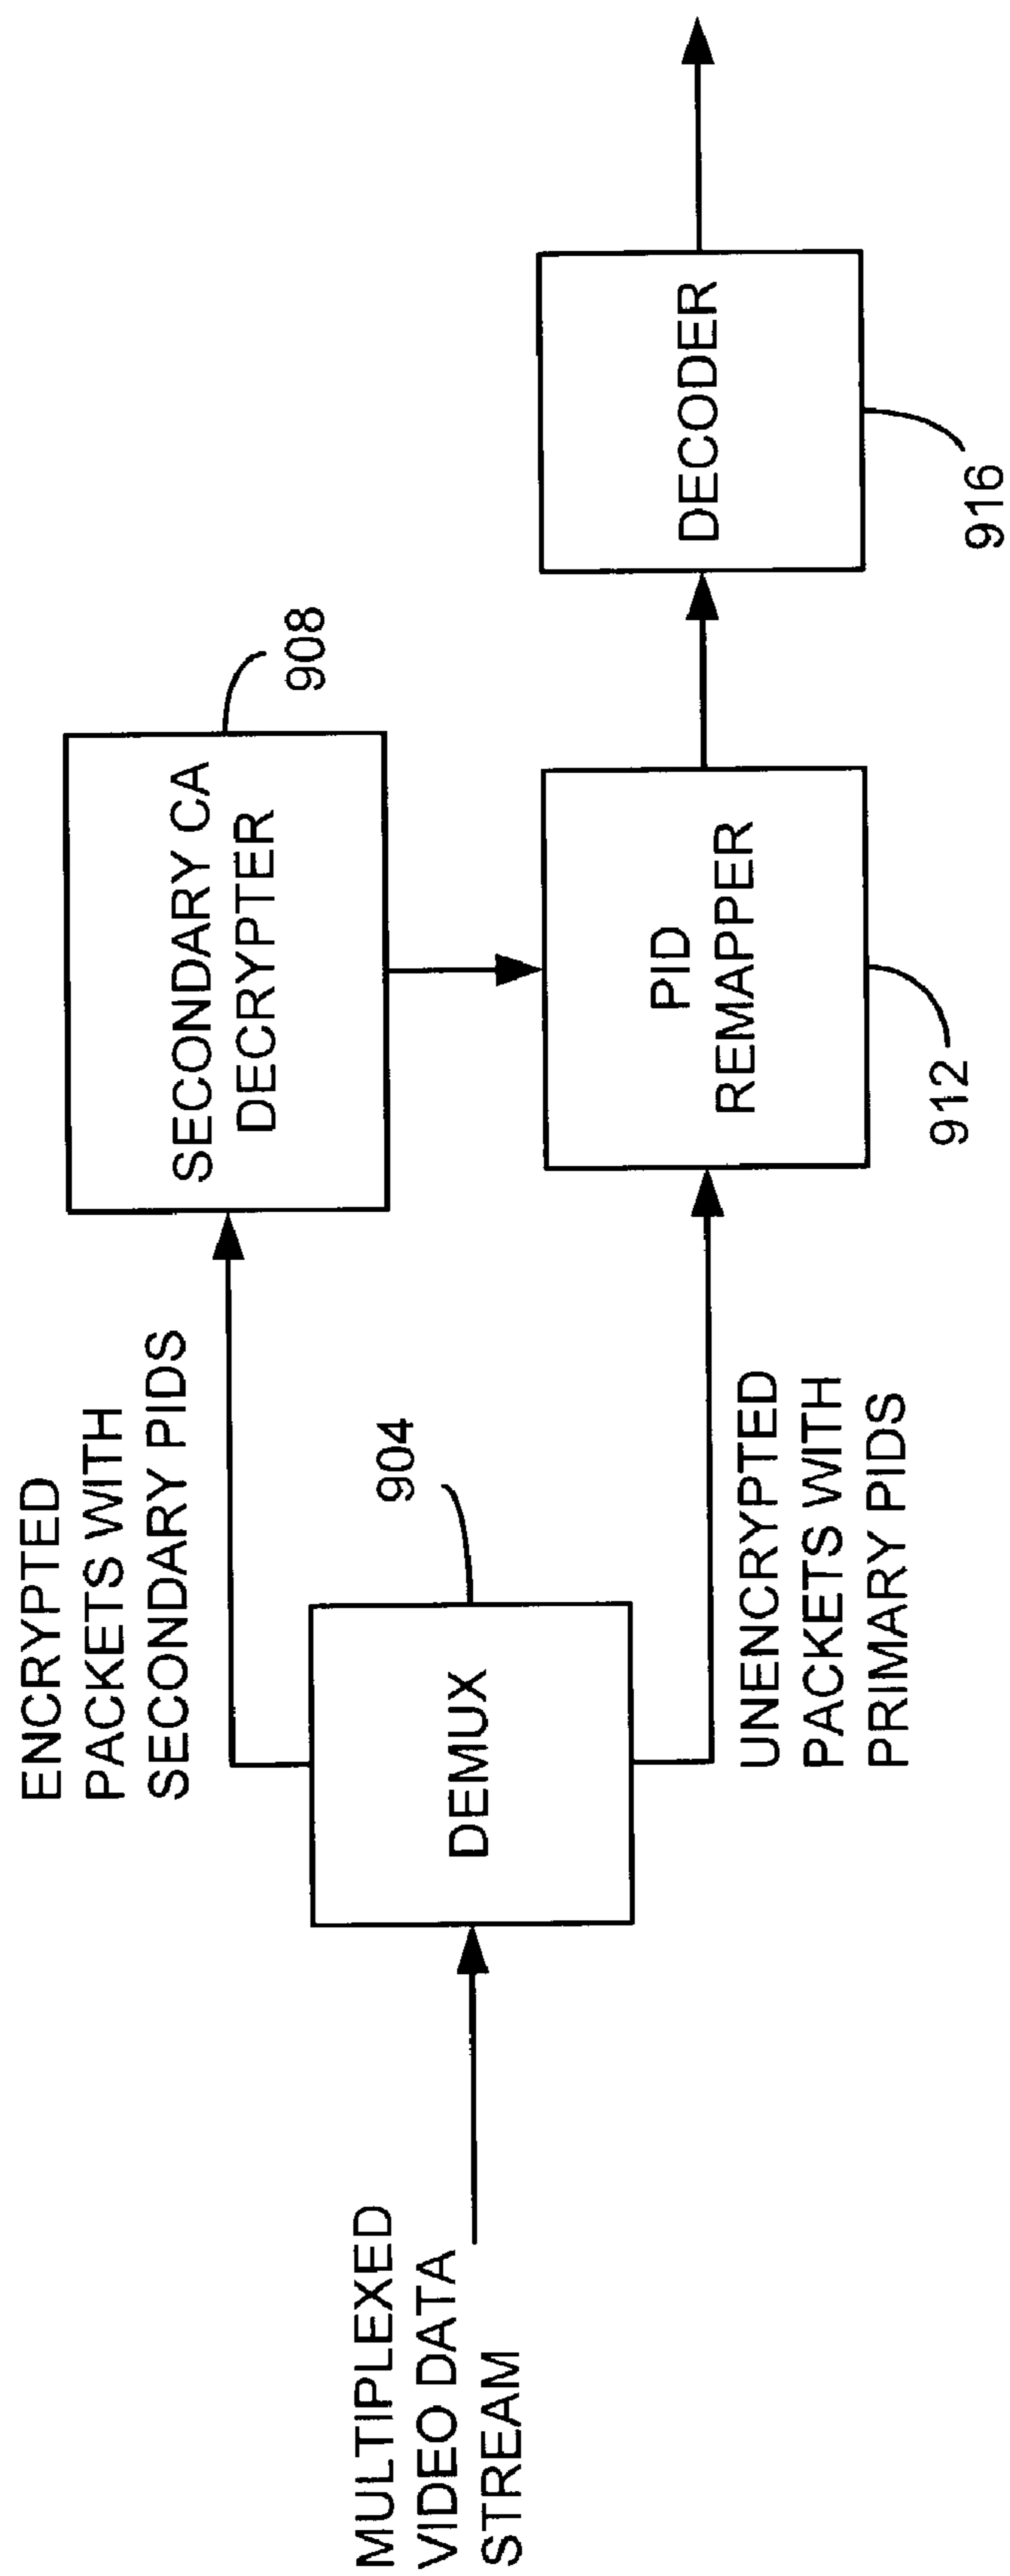 MULTIPLEXED
VIDEO DATA
STREAM
DEMUX
904
ENCRYPTED
PACKETS WITH
SECONDARY PIDS
UNENCRYPTED
PACKETS WITH
PRIMARY PIDS
SECONDARY CA
DECRYPTER
908
PID
REMAPPER
912
DECODER
916